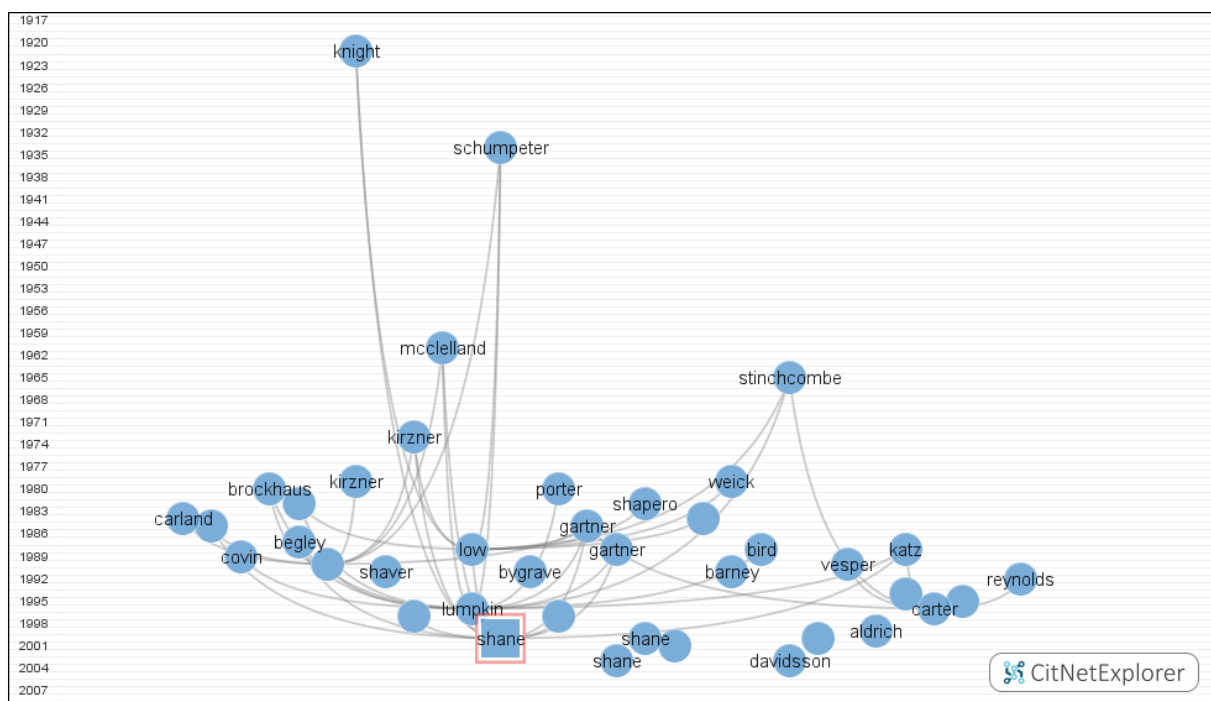 1917
1920
knight
1923
1926
1929
1932
schumpeter
1935
1938
1941
1944
1947
1950
1953
1956
1959
mcclelland
1962
1965
stinchcombe
1968
1971
kirzner
1974
1977
brockhaus kirzner porter weick
1980
shapero
1983
carland gartner
1986
begley low gartner bird katz
1989
covin shaver bygrave barney vesper reynolds
1992
1995
lumpkin carter
1998
shane shane aldrich
2001
shane davidsson
2004
CitNetExplorer
2007